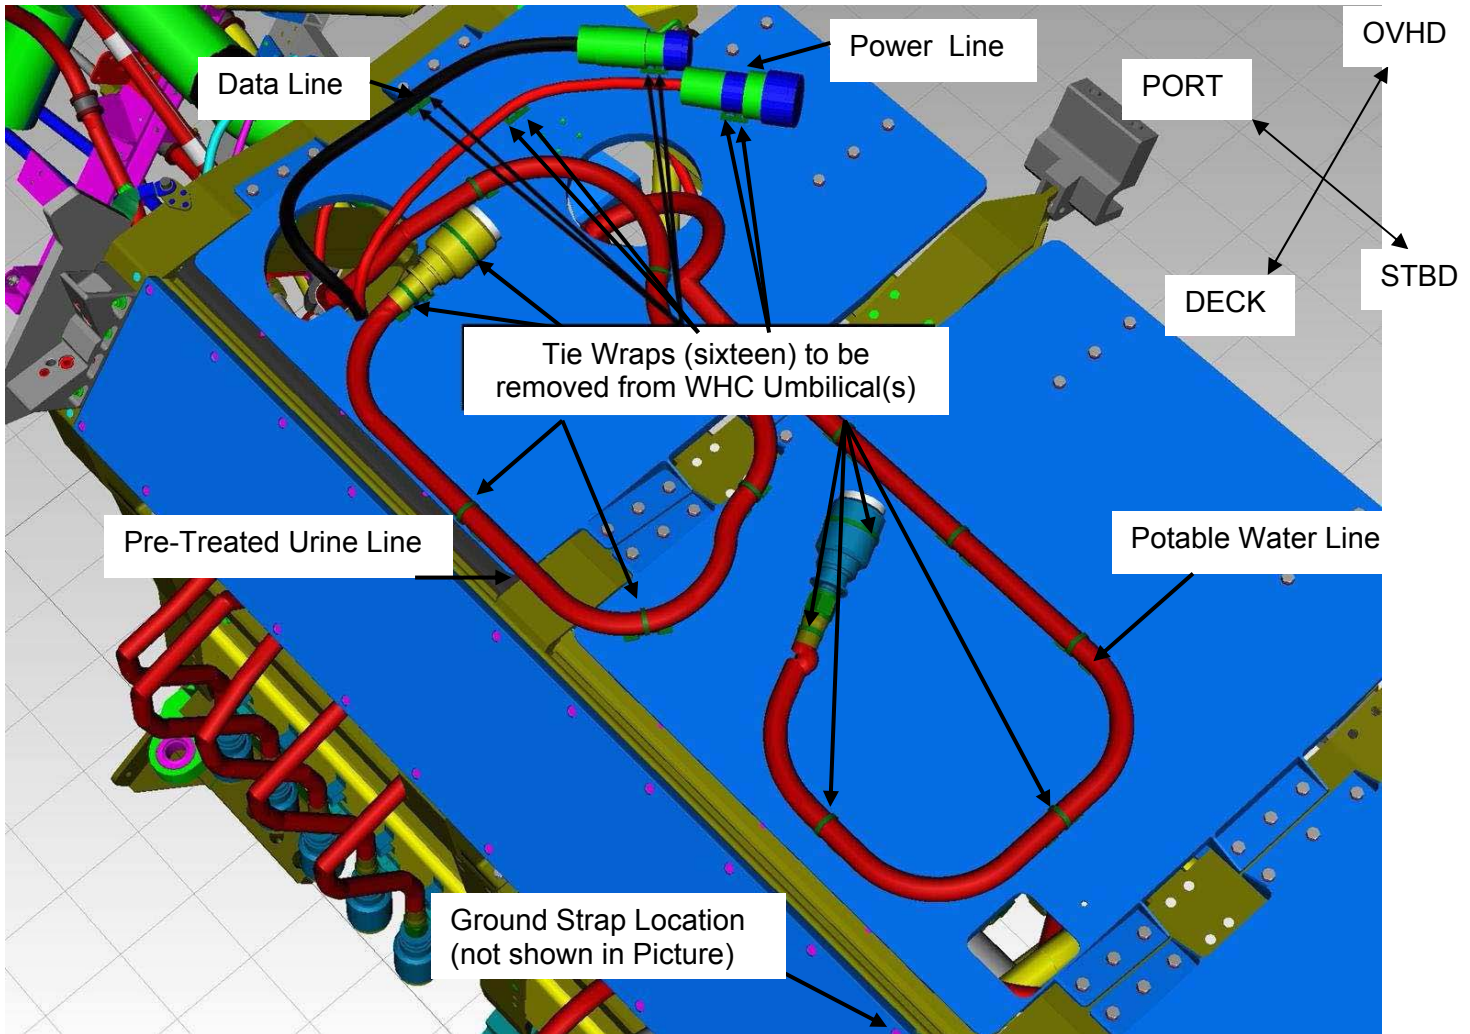 OVHD
Power Line
Data Line
PORT
STBD
DECK
Tie Wraps (sixteen) to be
removed from WHC Umbilical(s)
Pre-Treated Urine Line
Potable Water Line
Ground Strap Location
(not shown in Picture)